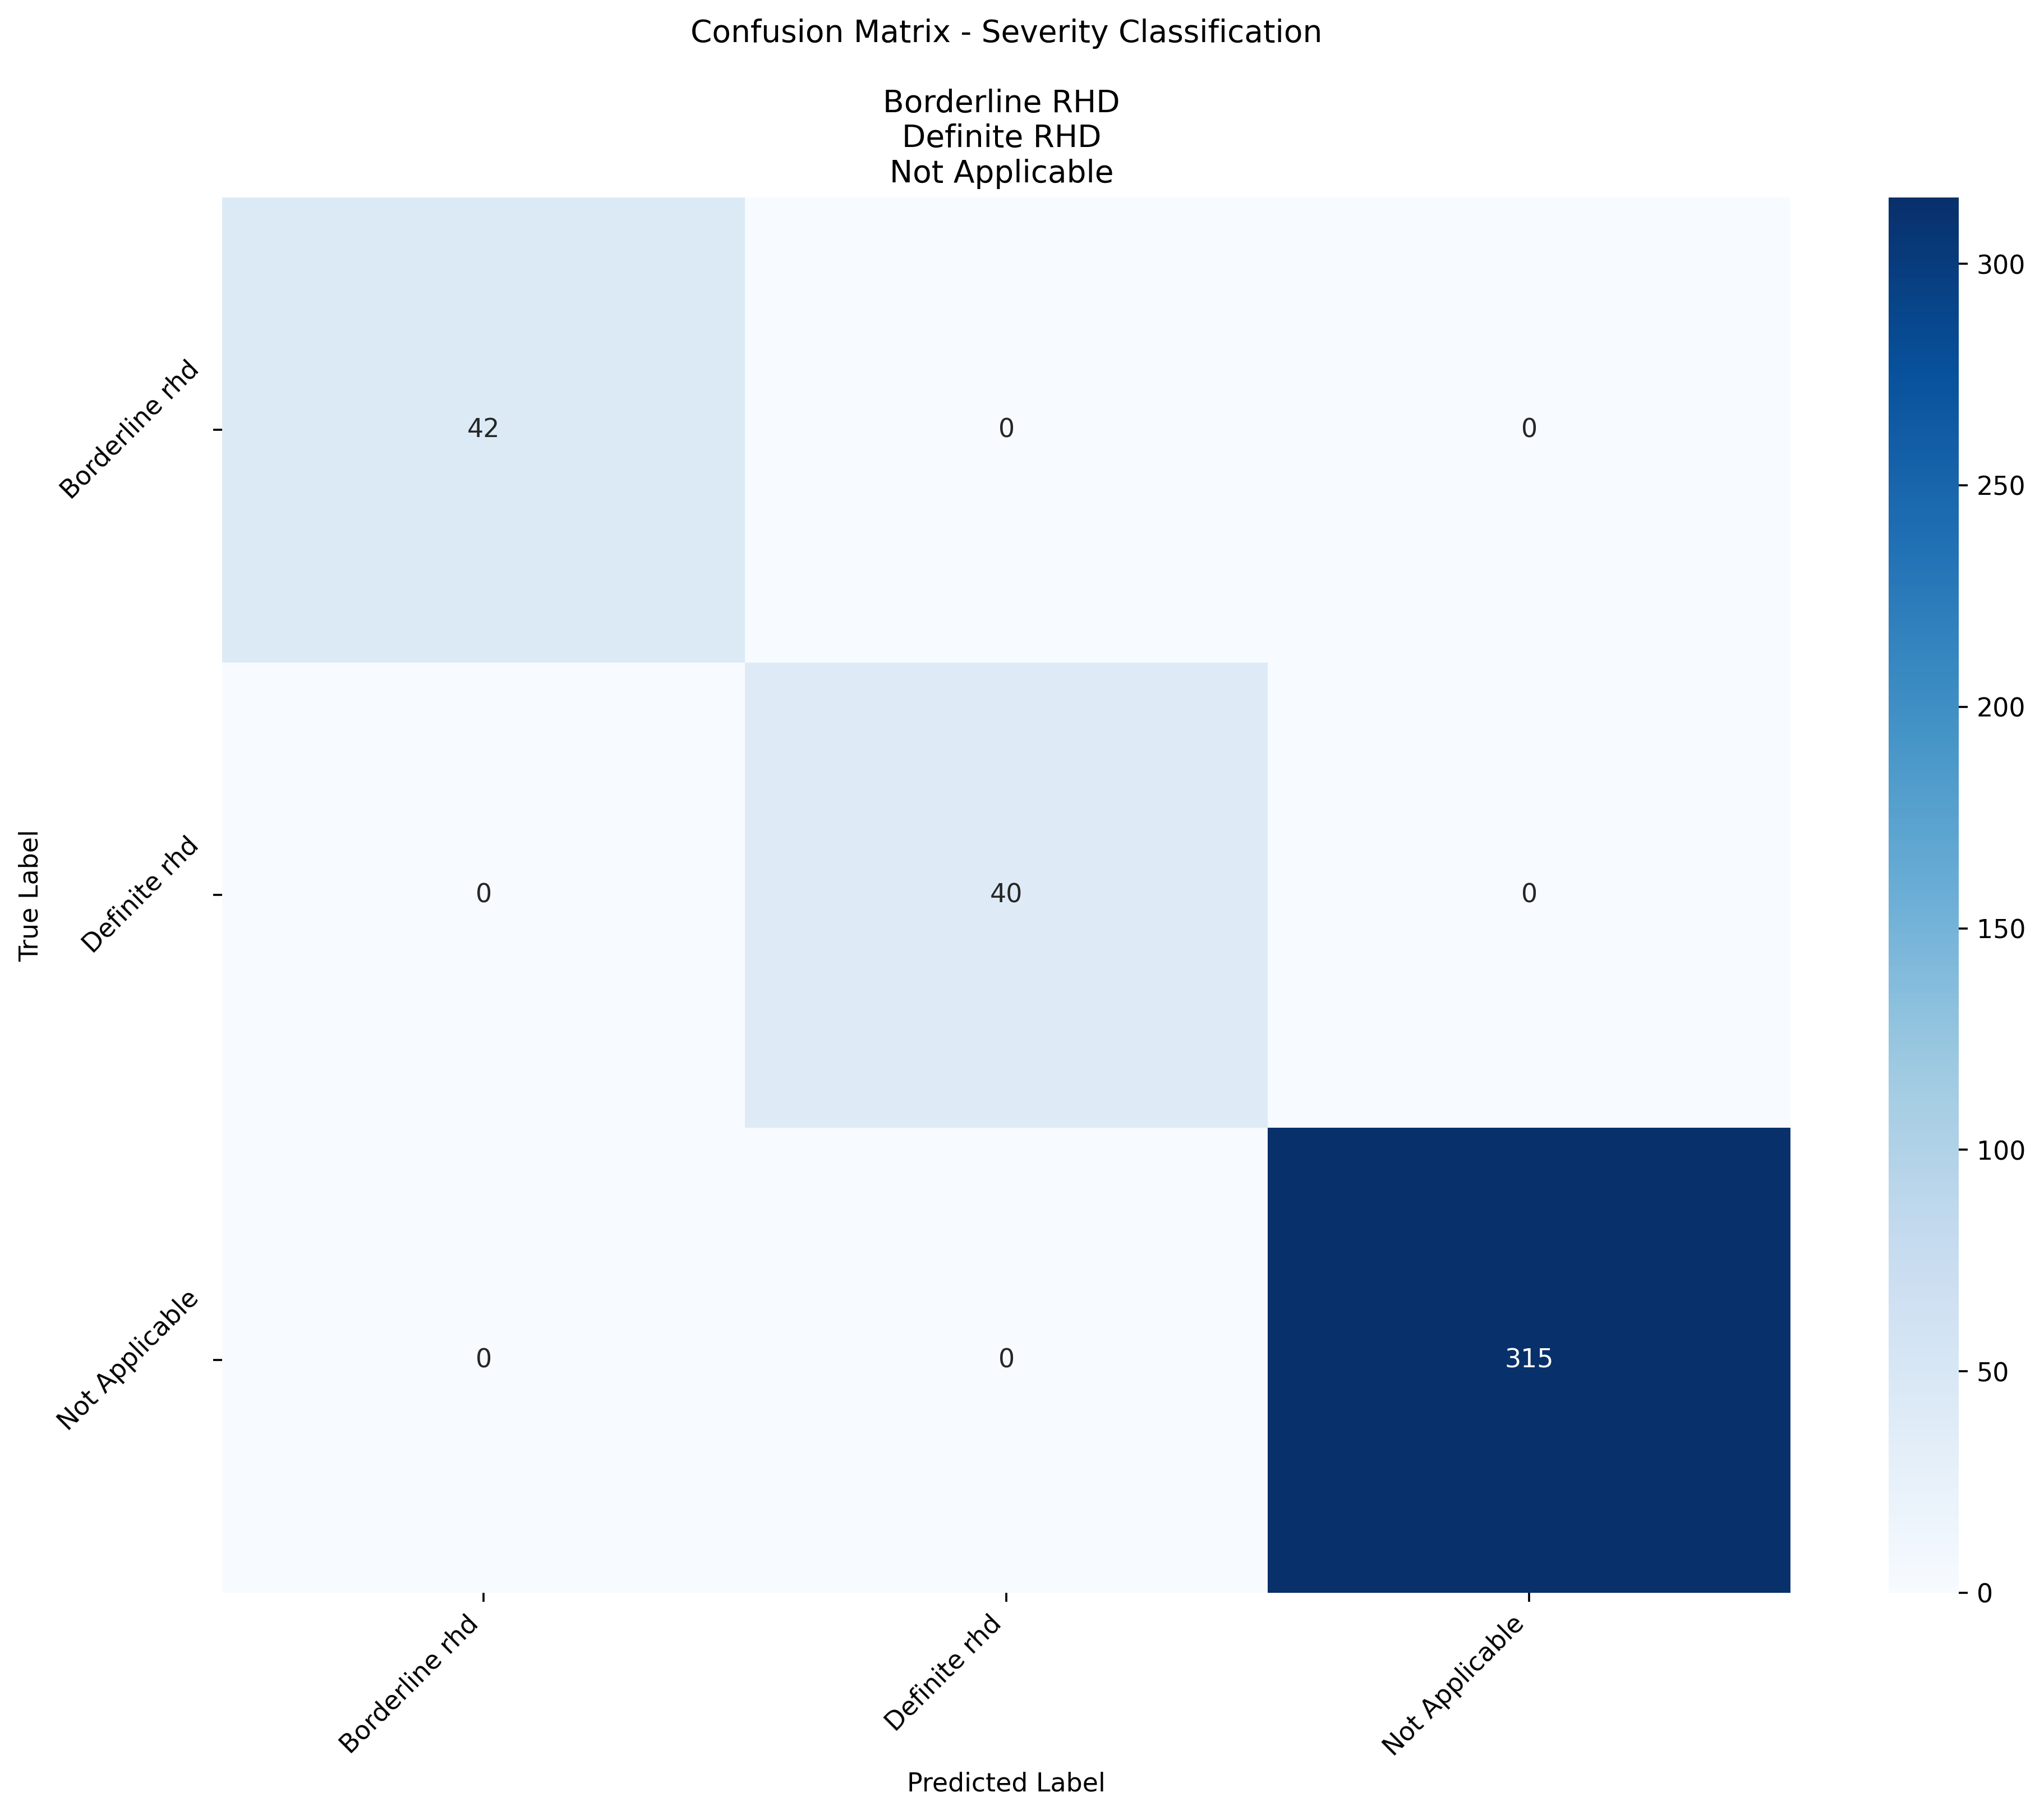 Confusion Matrix - Severity Classification
Borderline RHD
Definite RHD
Not Applicable
True Label
Borderline rhd
42
0
0
Definite rhd
0
40
0
Not Applicable
0
0
315
Borderline rhd
Definite rhd
Not Applicable
Predicted Label
300
250
200
150
100
50
0